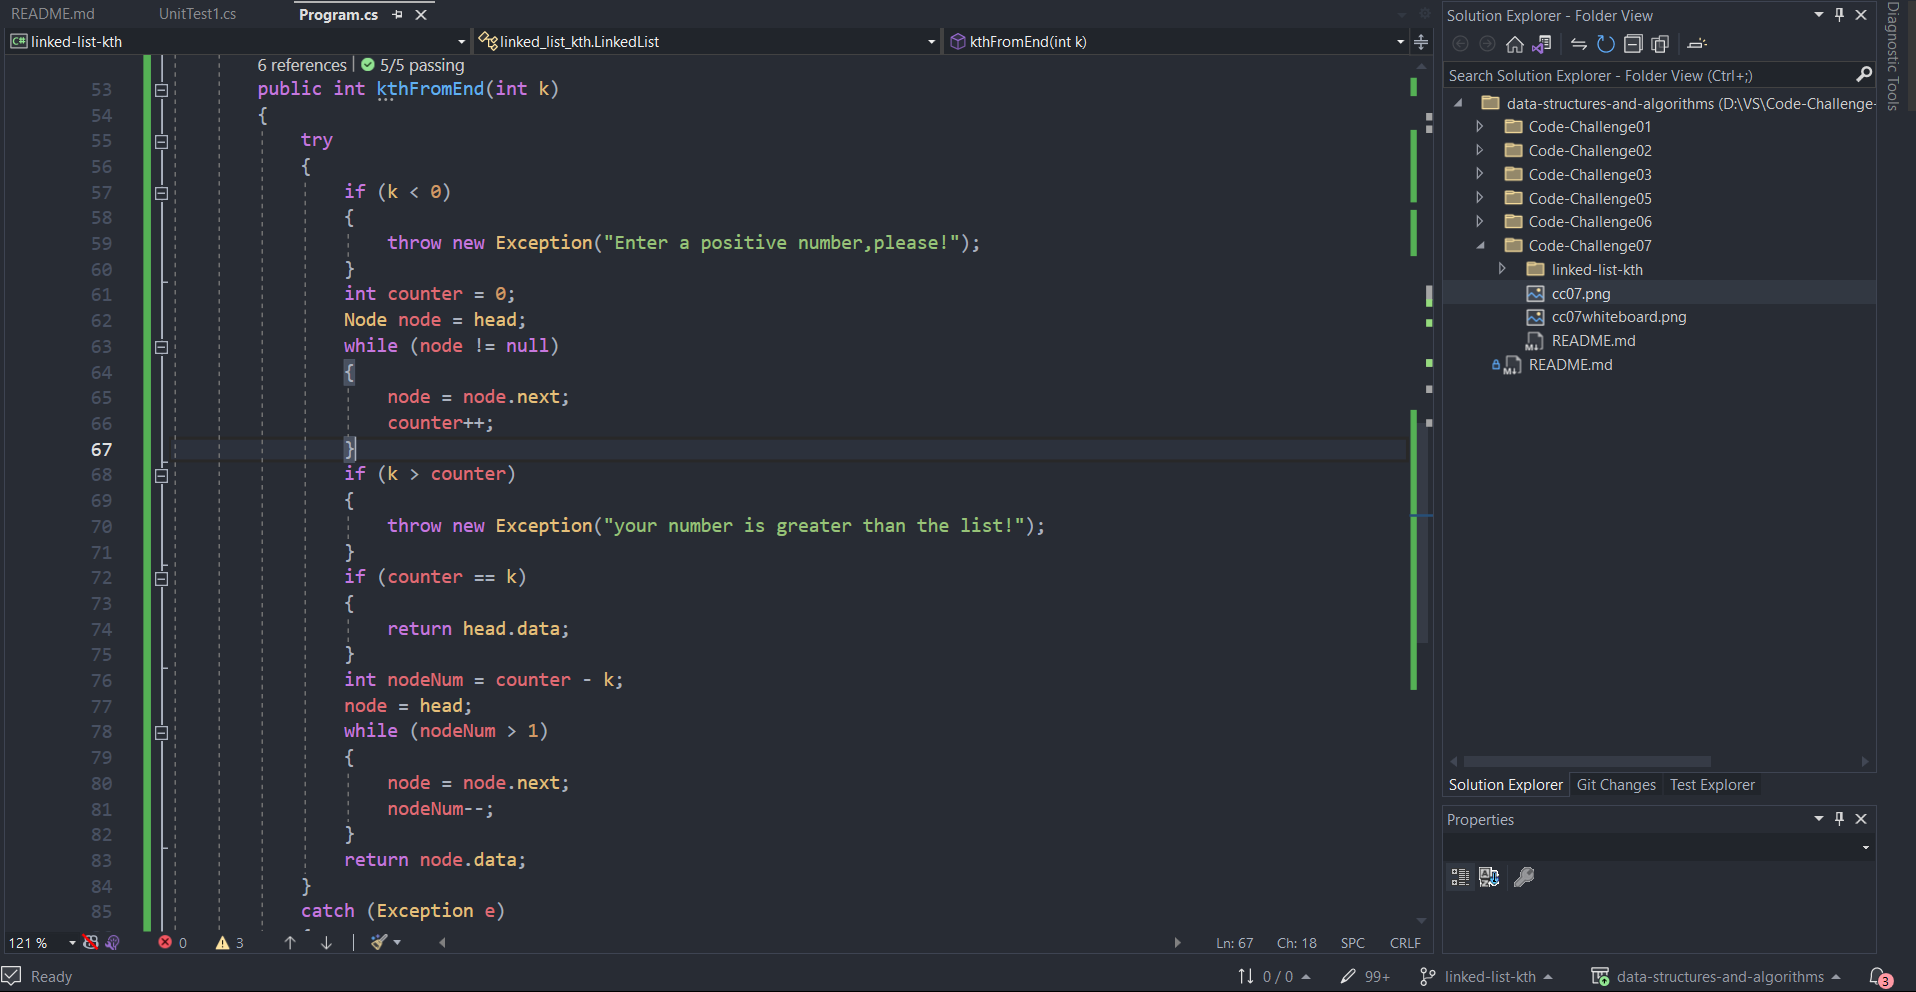 README.md UnitTest1.cs Program.cs
linked-list-kth linked_list_kth.LinkedList kthFromEnd(int k)
6 references | 5/5 passing
53 public int kthFromEnd(int k)
54 {
55 try
56 {
57 if (k < 0)
58 {
59 throw new Exception("Enter a positive number,please!");
60 }
61 int counter = 0;
62 Node node = head;
63 while (node != null)
64 {
65 node = node.next;
66 counter++;
67 }
68 if (k > counter)
69 {
70 throw new Exception("your number is greater than the list!");
71 }
72 if (counter == k)
73 {
74 return head.data;
75 }
76 int nodeNum = counter - k;
77 node = head;
78 while (nodeNum > 1)
79 {
80 node = node.next;
81 nodeNum--;
82 }
83 return node.data;
84 }
85 catch (Exception e)
121 % 0 3 Ln: 67 Ch: 18 SPC CRLF
Solution Explorer - Folder View
Search Solution Explorer - Folder View (Ctrl+;)
data-structures-and-algorithms (D:\VS\Code-Challenge-
Code-Challenge01
Code-Challenge02
Code-Challenge03
Code-Challenge05
Code-Challenge06
Code-Challenge07
linked-list-kth
cc07.png
cc07whiteboard.png
README.md
README.md
Solution Explorer Git Changes Test Explorer
Properties
Diagnostic Tools
Ready 0 / 0 99+ linked-list-kth data-structures-and-algorithms 3